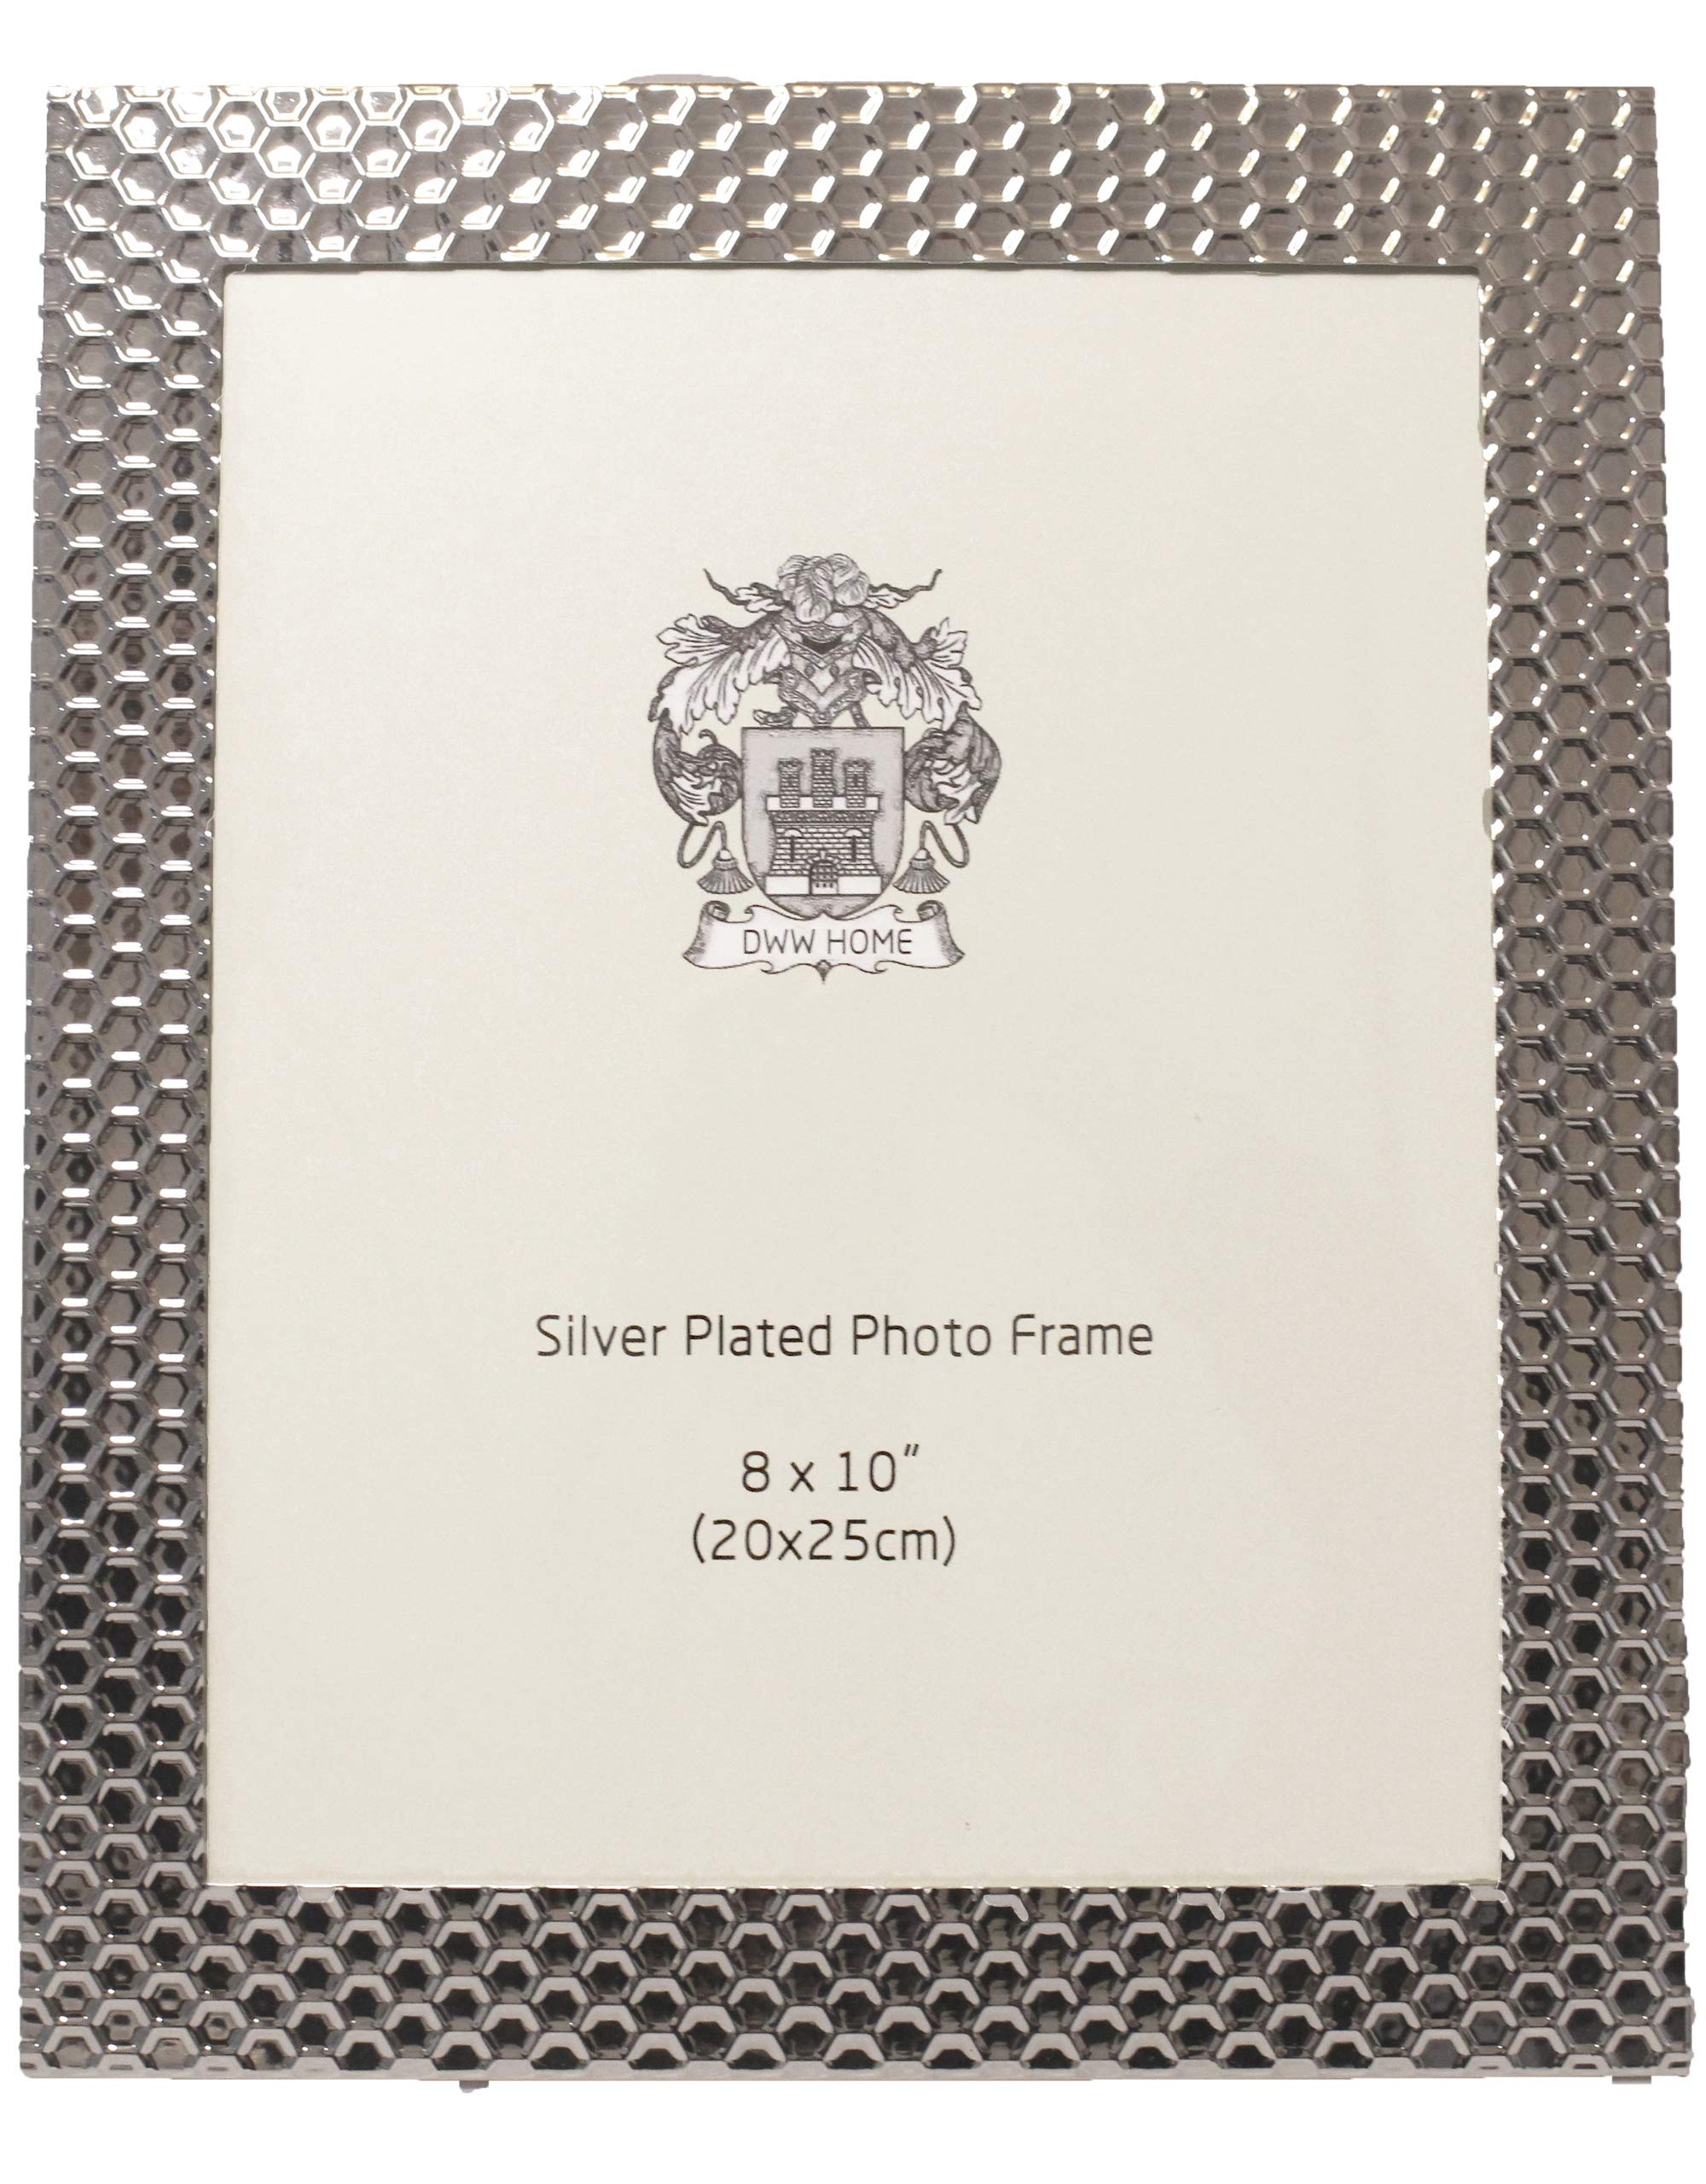 DWW HOME
Silver Plated Photo Frame
8 x 10"
(20x25cm)